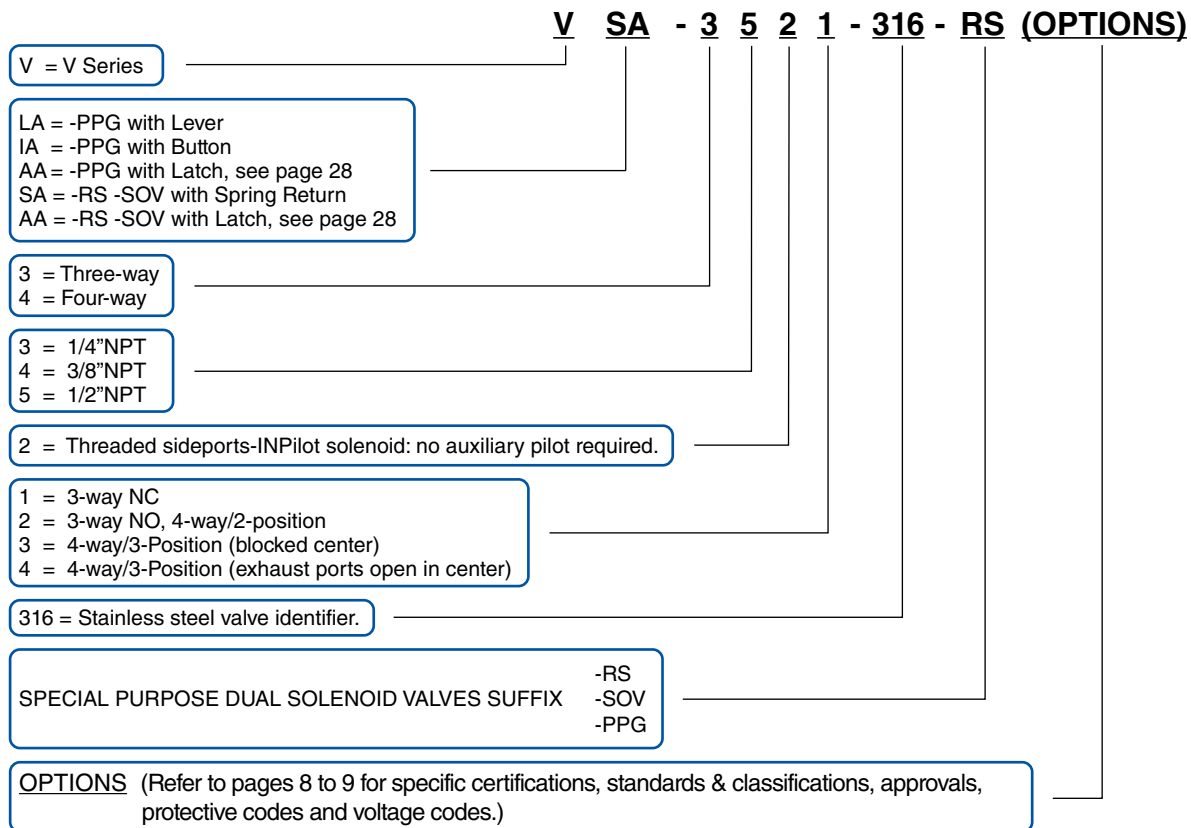 V SA - 3 5 2 1 - 316 - RS (OPTIONS)
V = V Series
LA = -PPG with Lever
IA = -PPG with Button
AA = -PPG with Latch, see page 28
SA = -RS -SOV with Spring Return
AA = -RS -SOV with Latch, see page 28
3 = Three-way
4 = Four-way
3 = 1/4”NPT
4 = 3/8”NPT
5 = 1/2”NPT
2 = Threaded sideports-INPilot solenoid: no auxiliary pilot required.
1 = 3-way NC
2 = 3-way NO, 4-way/2-position
3 = 4-way/3-Position (blocked center)
4 = 4-way/3-Position (exhaust ports open in center)
316 = Stainless steel valve identifier.
-RS
SPECIAL PURPOSE DUAL SOLENOID VALVES SUFFIX -SOV
-PPG
OPTIONS (Refer to pages 8 to 9 for specific certifications, standards & classifications, approvals,
protective codes and voltage codes.)